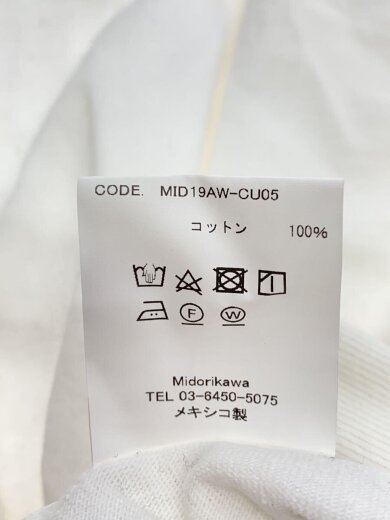 CODE. MID19AW-CU05
コットン 100%
F W
Midorikawa
TEL 03-6450-5075
メキシコ製